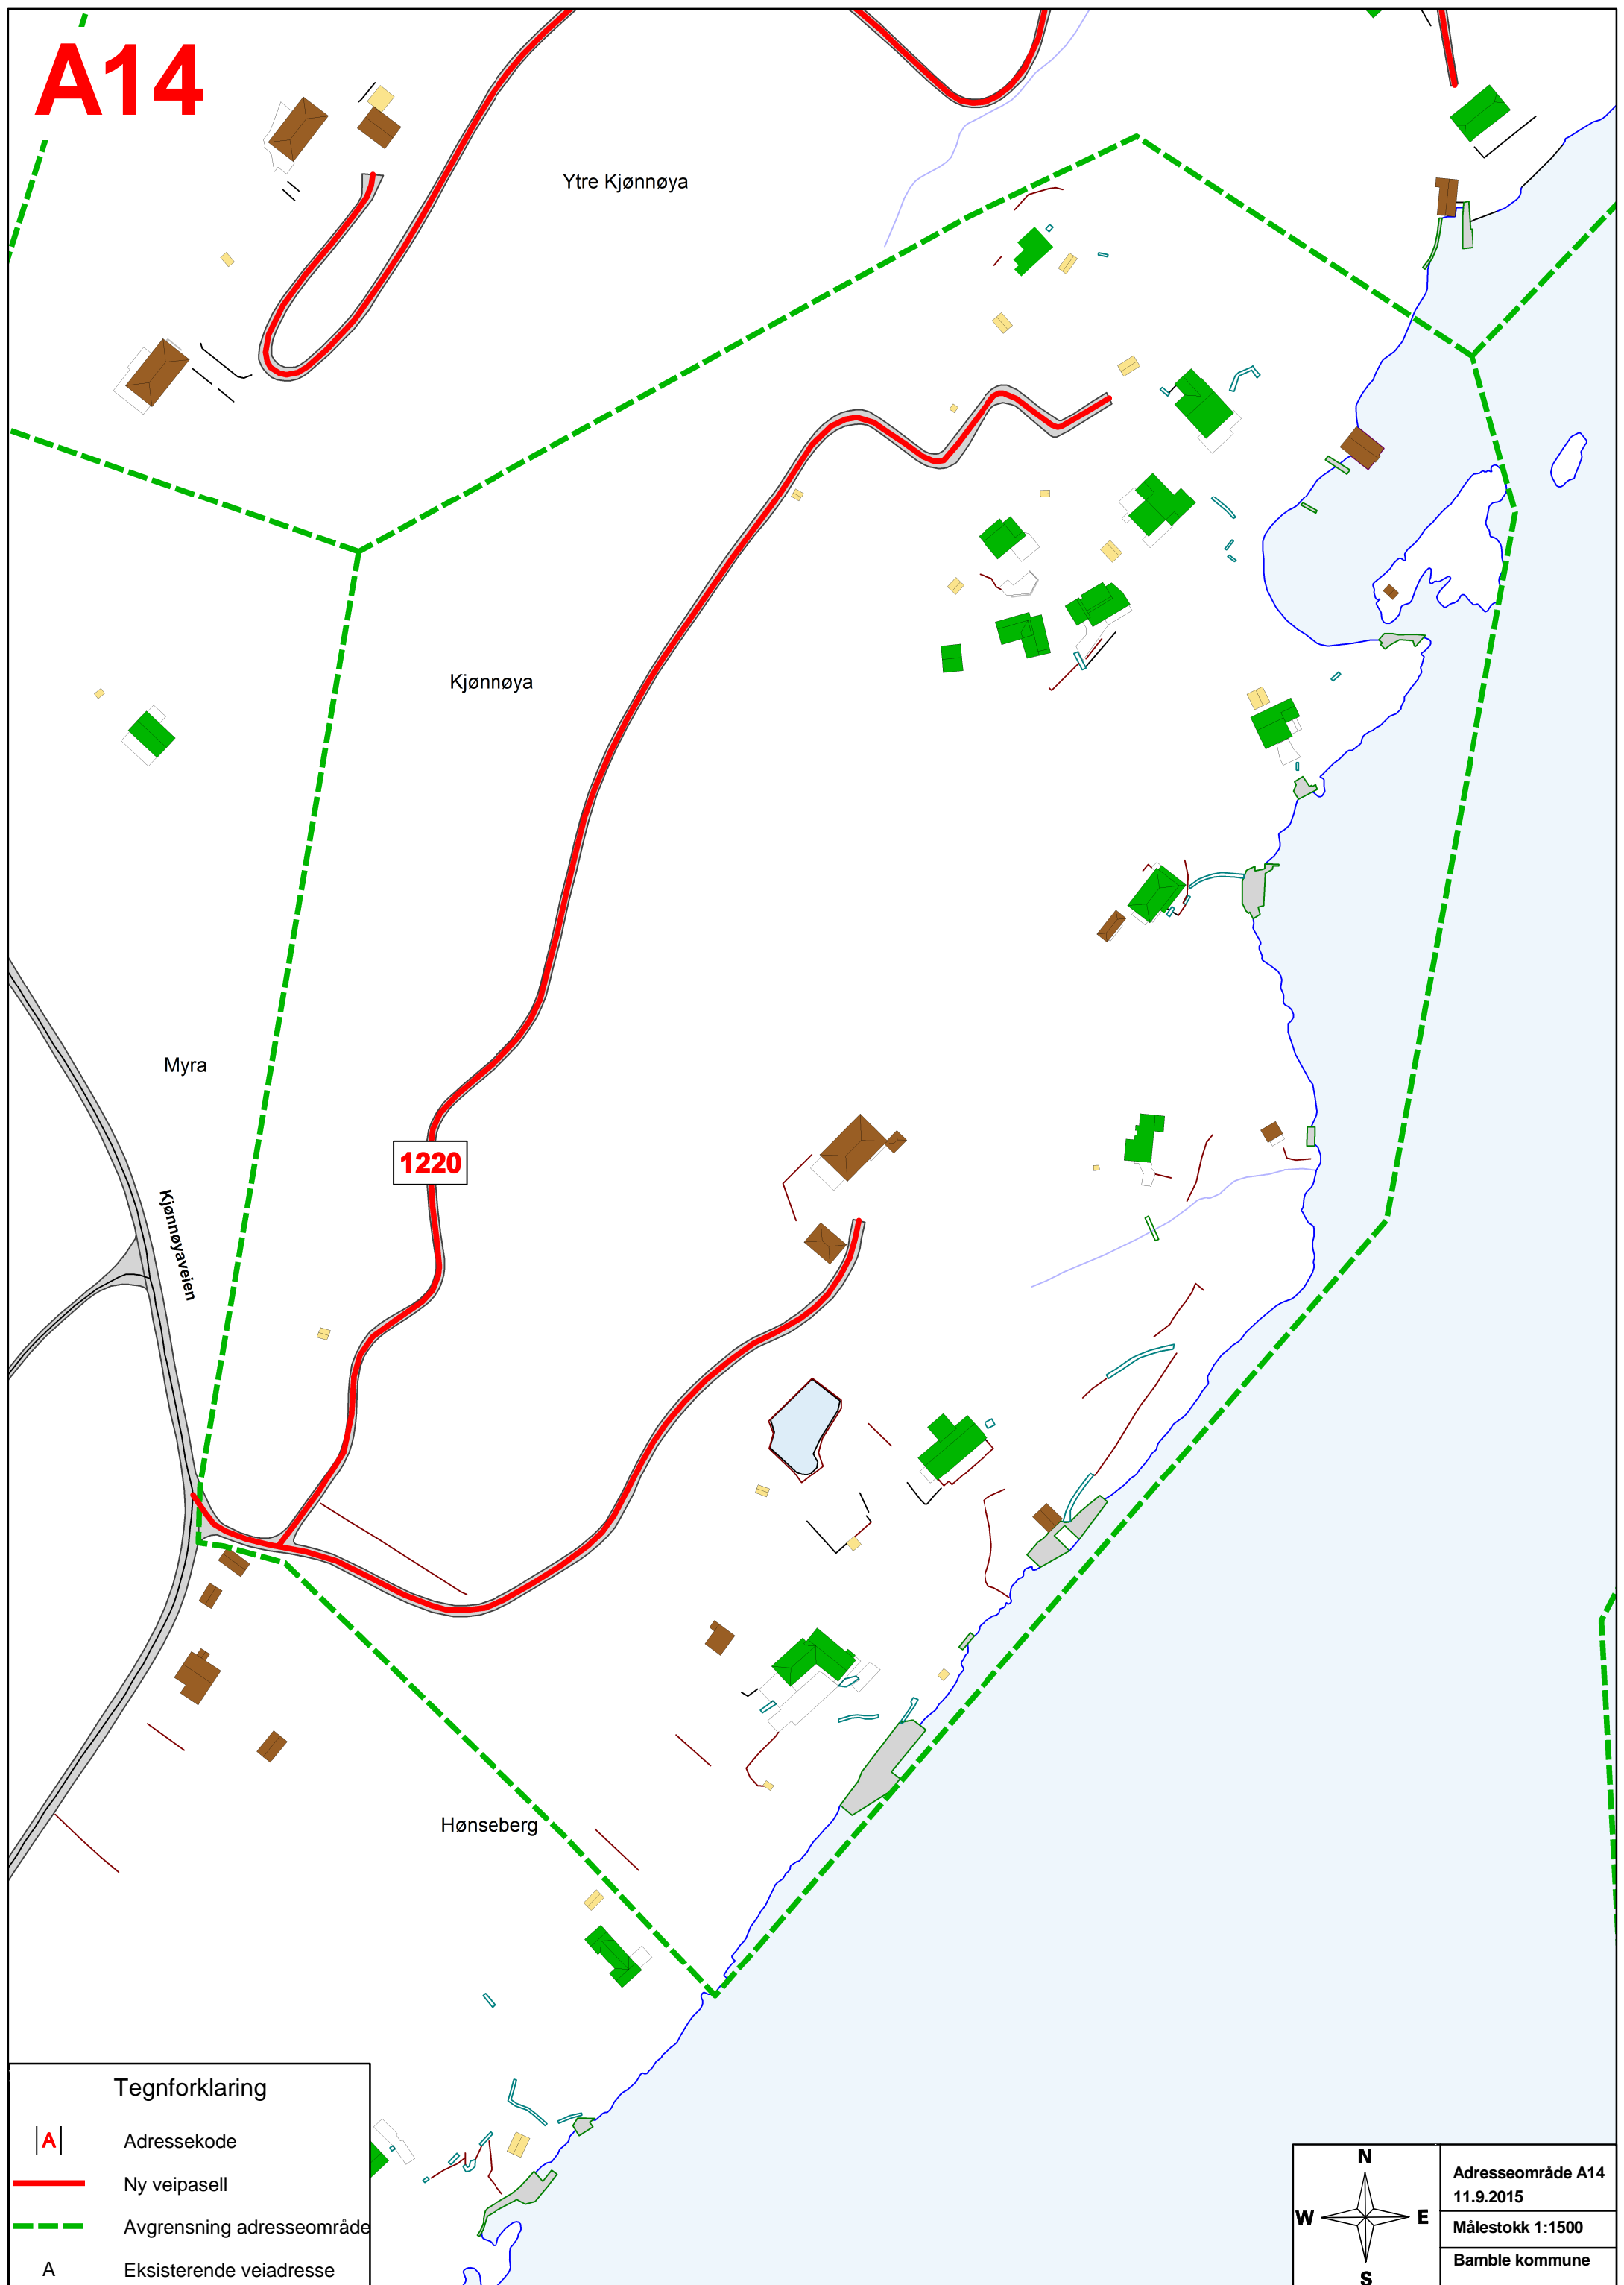 A14
Ytre Kjønnøya
Kjønnøya
Myra
1220
Kjønnøyaveien
Hønseberg
Tegnforklaring
A Adressekode
Ny veipasell
Avgrensning adresseområde
A Eksisterende veiadresse
N
W E
S
Adresseområde A14
11.9.2015
Målestokk 1:1500
Bamble kommune